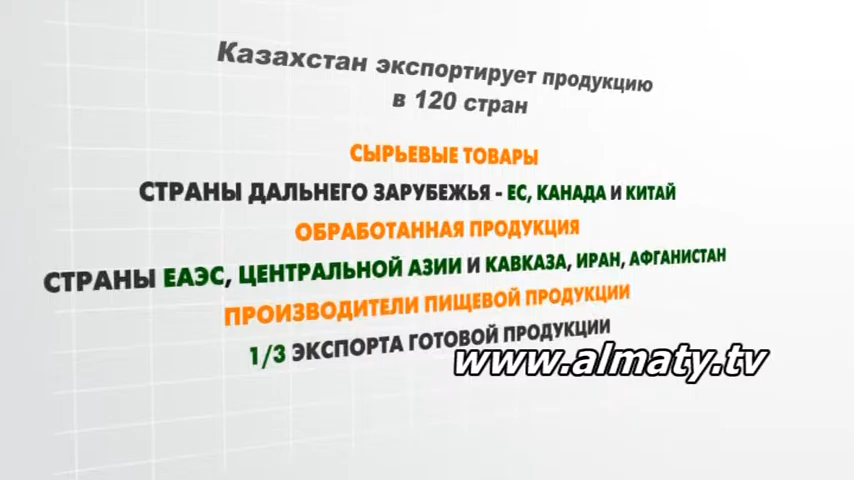 Казахстан экспортирует продукцию
в 120 стран
СЫРЬЕВЫЕ ТОВАРЫ
СТРАНЫ ДАЛЬНЕГО ЗАРУБЕЖЬЯ - ЕС, КАНАДА И КИТАЙ
ОБРАБОТАННАЯ ПРОДУКЦИЯ
СТРАНЫ ЕАЭС, ЦЕНТРАЛЬНОЙ АЗИИ И КАВКАЗА, ИРАН, АФГАНИСТАН
ПРОИЗВОДИТЕЛИ ПИЩЕВОЙ ПРОДУКЦИИ
1/3 ЭКСПОРТА ГОТОВОЙ ПРОДУКЦИИ
www.almaty.tv